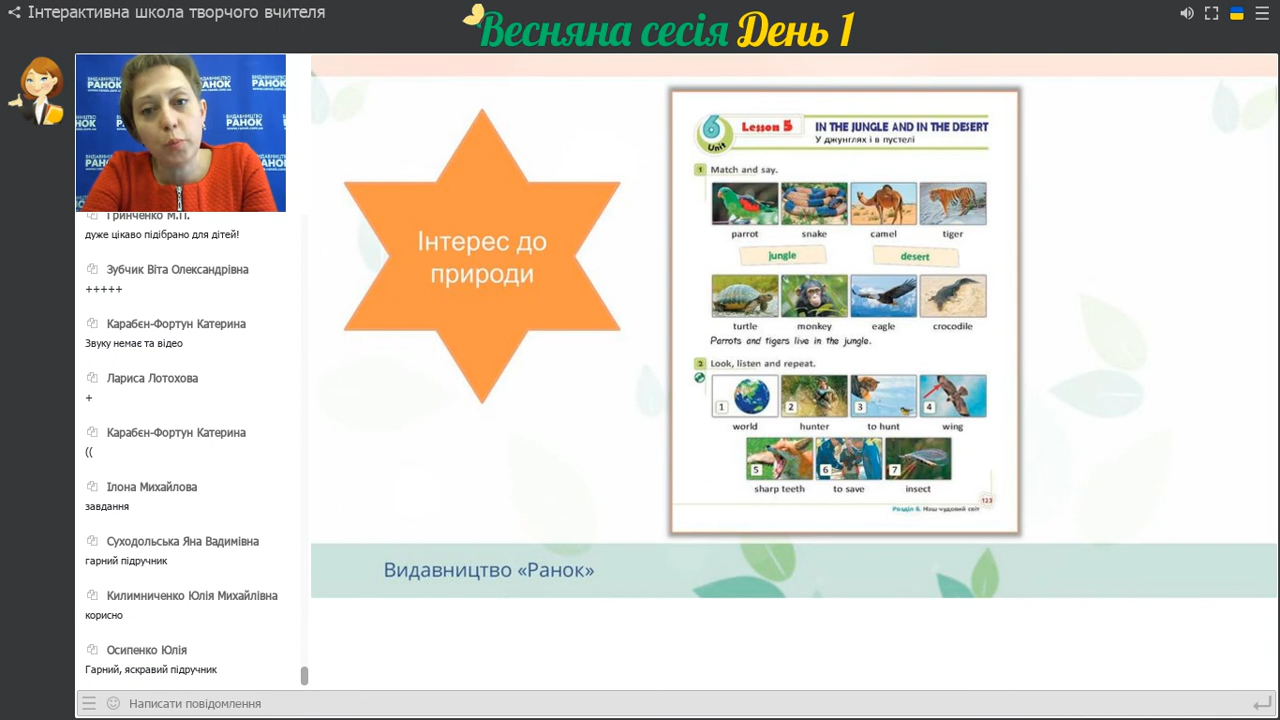 Інтерактивна школа творчого вчителя
Весняна сесія День 1
ВИДАВНИЦТВО
РАНОК
Гринченко М.П.
дуже цікаво підібрано для дітей!
Зубчик Віта Олександрівна
+++++
Карабєн-Фортун Катерина
Звуку немає та відео
Лариса Лотохова
+
Карабєн-Фортун Катерина
((
Ілона Михайлова
завдання
Суходольська Яна Вадимівна
гарний підручник
Килимниченко Юлія Михайлівна
корисно
Осипенко Юлія
Гарний, яскравий підручник
Написати повідомлення
Інтерес до
природи
6 Unit
Lesson 5
IN THE JUNGLE AND IN THE DESERT
У джунглях і в пустелі
1 Match and say.
parrot snake camel tiger
jungle desert
turtle monkey eagle crocodile
Parrots and tigers live in the jungle.
2 Look, listen and repeat.
1 2 3 4
world hunter to hunt wing
5 6 7
sharp teeth to save insect
123
Розділ 6. Наш чудовий світ
Видавництво «Ранок»